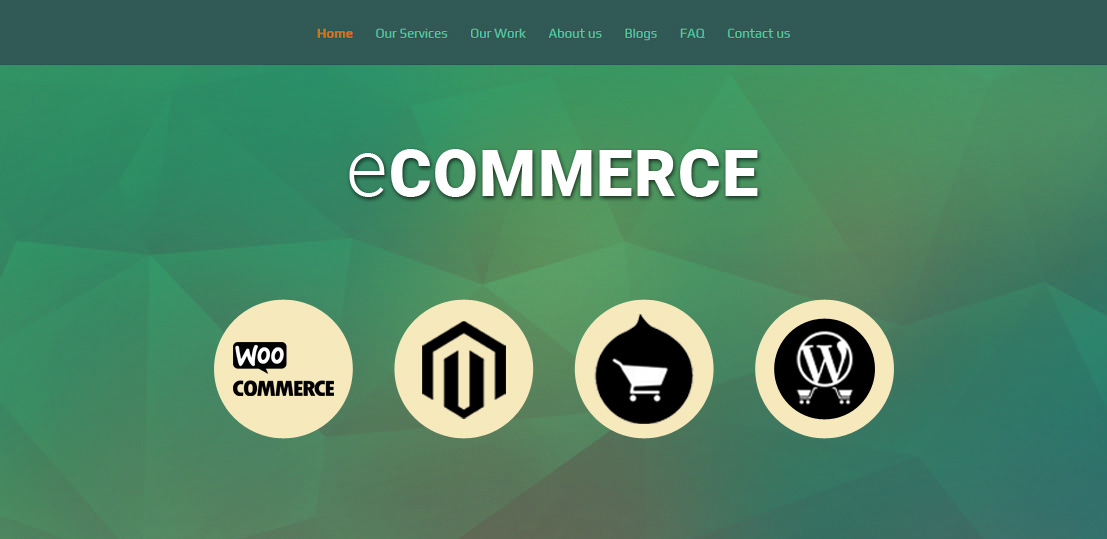 Home Our Services Our Work About us Blogs FAQ Contact us
eCOMMERCE
WOO
COMMERCE
W